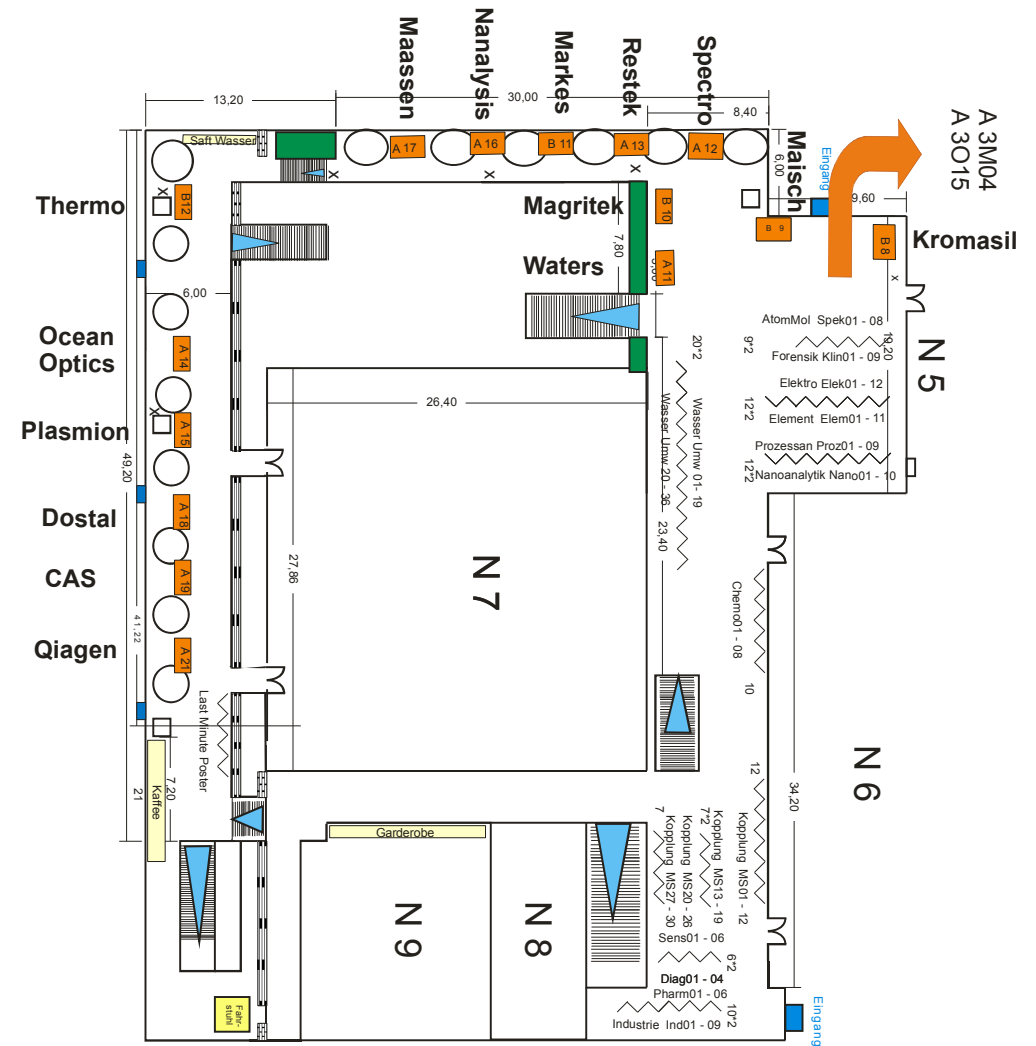 Maassen
Nanalysis
Markes
Restek
Spectro
Maisch
13,20
30,00
8,40
6,00
9,60
Eingang
A 3M04
A 3O15
Saft Wasser
A 17
A 16
B 11
A 13
A 12
x
x
x
Thermo
x
B12
Magritek
B 10
7,80
B 9
B 8
Kromasil
Waters
A 11
x
6,00
Ocean
Optics
A 14
AtomMol Spek01 - 08
9*2
19,20
Forensik Klin01 - 09
N 5
20*2
Elektro Elek01 - 12
12*2
Element Elem01 - 11
26,40
Plasmion
x
A 15
Wasser Umw 20 - 36
Wasser Umw 01 - 19
Prozessan Proz01 - 09
12*2
Nanoanalytik Nano01 - 10
49,20
Dostal
A 18
23,40
27,86
N 7
CAS
A 19
Chemo01 - 08
41,22
Qiagen
A 21
10
Last Minute Poster
N 6
12
34,20
7,20
21
Kaffee
Garderobe
7
7*2
Kopplung MS27 - 30
Kopplung MS20 - 26
Kopplung MS13 - 19
Kopplung MS01 - 12
N 9
N 8
Sens01 - 06
6*2
Diag01 - 04
Pharm01 - 06
10*2
Industrie Ind01 - 09
Fahr-
stuhl
Eingang